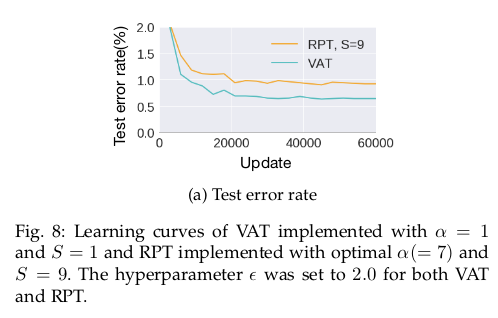 2.0
1.5
1.0
0.5
0.0
Test error rate(%)
RPT, S=9
VAT
0 20000 40000 60000
Update
(a) Test error rate
Fig. 8: Learning curves of VAT implemented with α = 1
and S = 1 and RPT implemented with optimal α(= 7) and
S = 9. The hyperparameter ϵ was set to 2.0 for both VAT
and RPT.